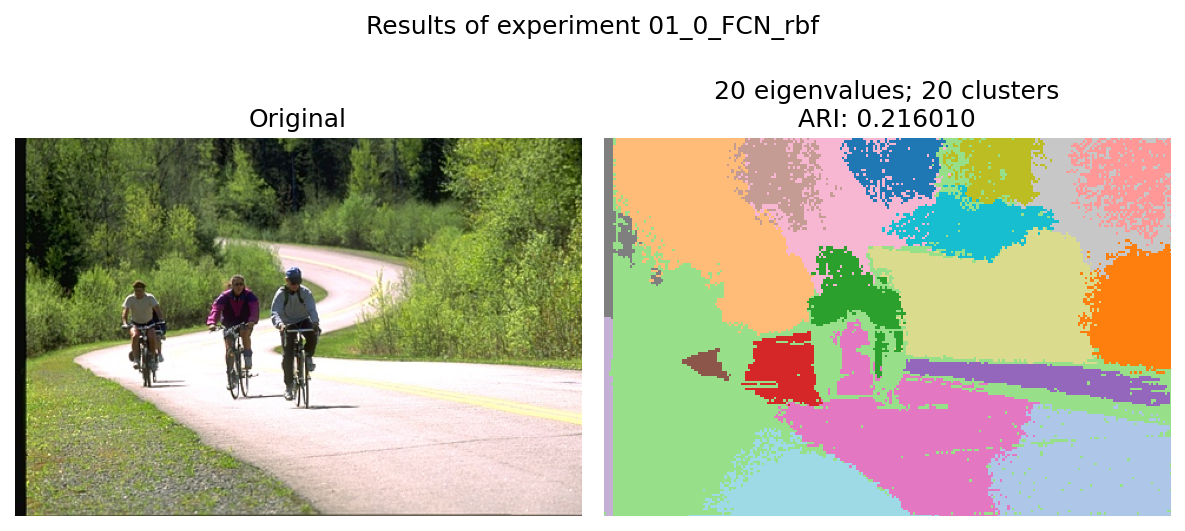 Results of experiment 01_0_FCN_rbf
Original
20 eigenvalues; 20 clusters
ARI: 0.216010